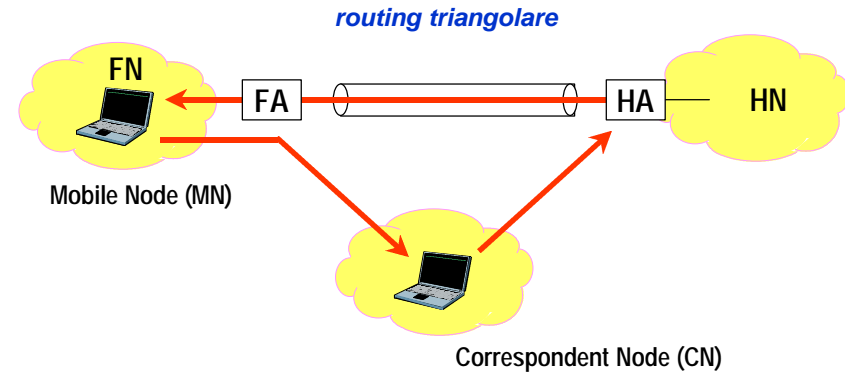 routing triangolare
FN
FA
HA
HN
Mobile Node (MN)
Correspondent Node (CN)